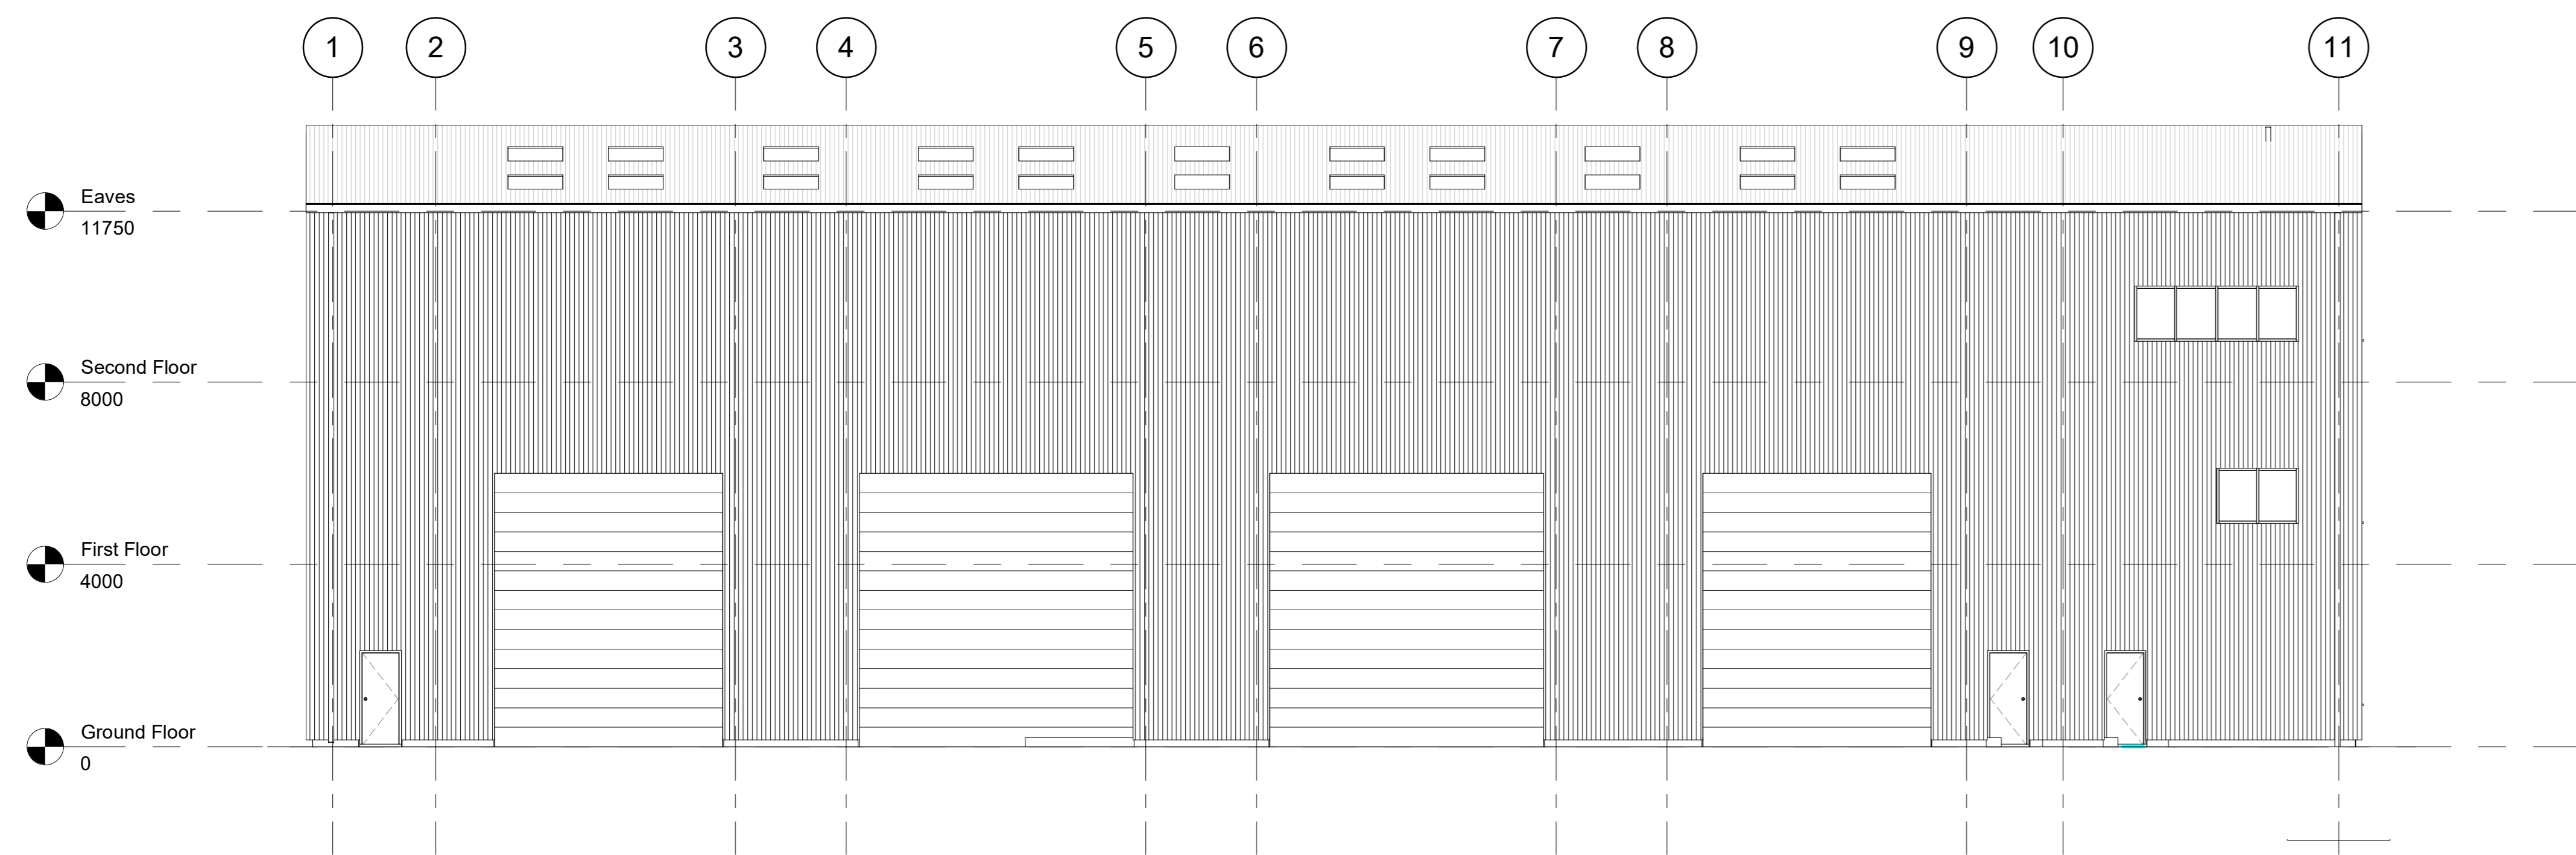 1 2 3 4 5 6 7 8 9 10 11
Eaves
11750
Second Floor
8000
First Floor
4000
Ground Floor
0